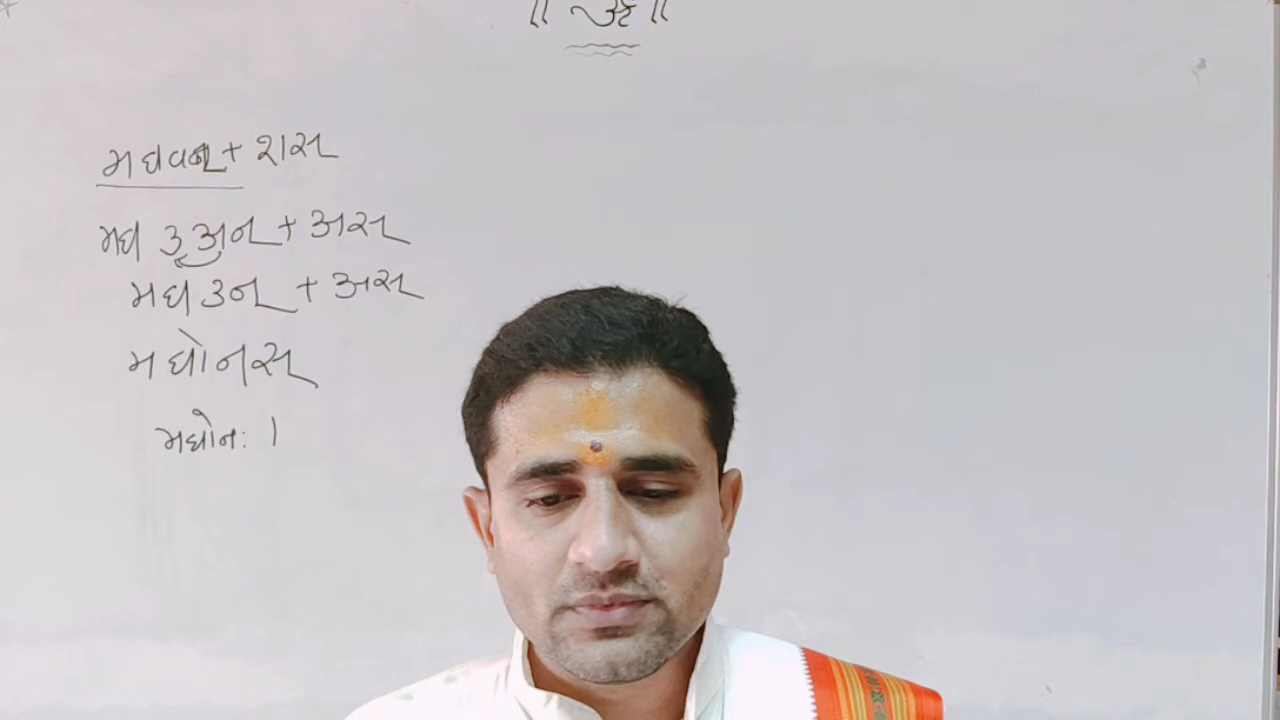 મઘવન્ + શસ્
મઘ ઉ અન્ + અસ્
મઘ ઉન્ + અસ્
મઘોનસ્
મઘોનઃ ।